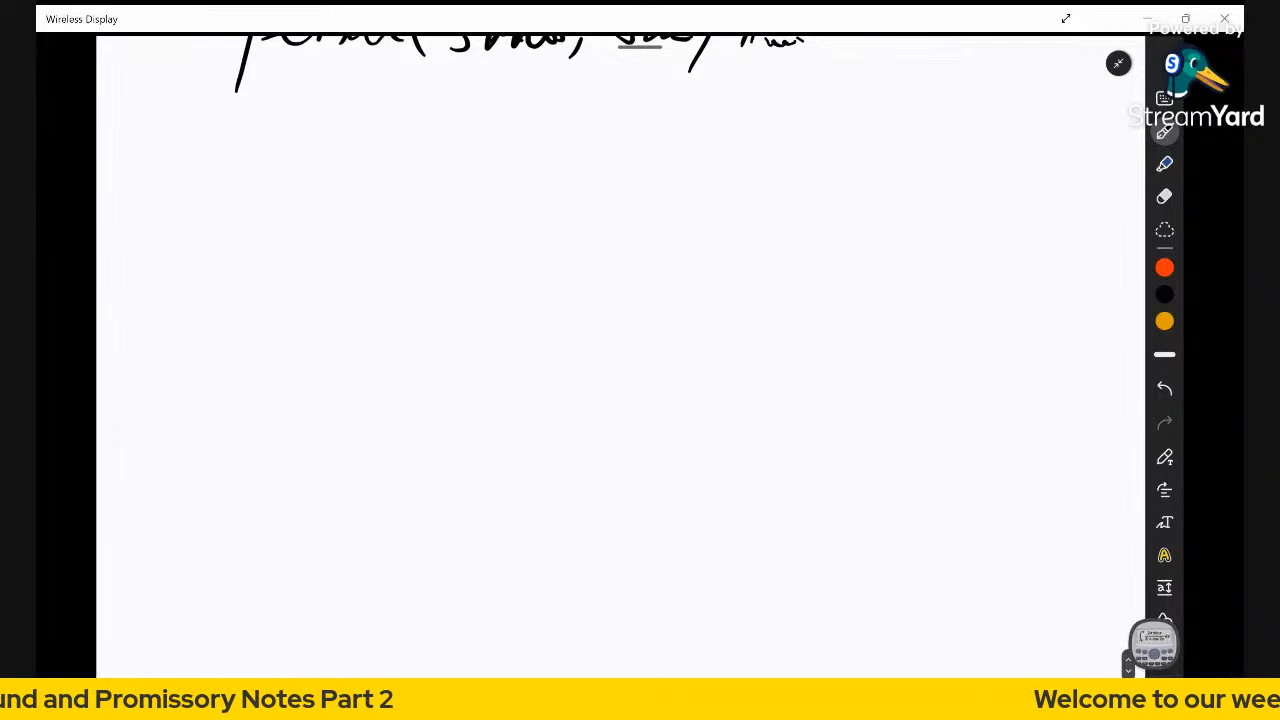 Wireless Display
Powered by
StreamYard
und and Promissory Notes Part 2
Welcome to our wee